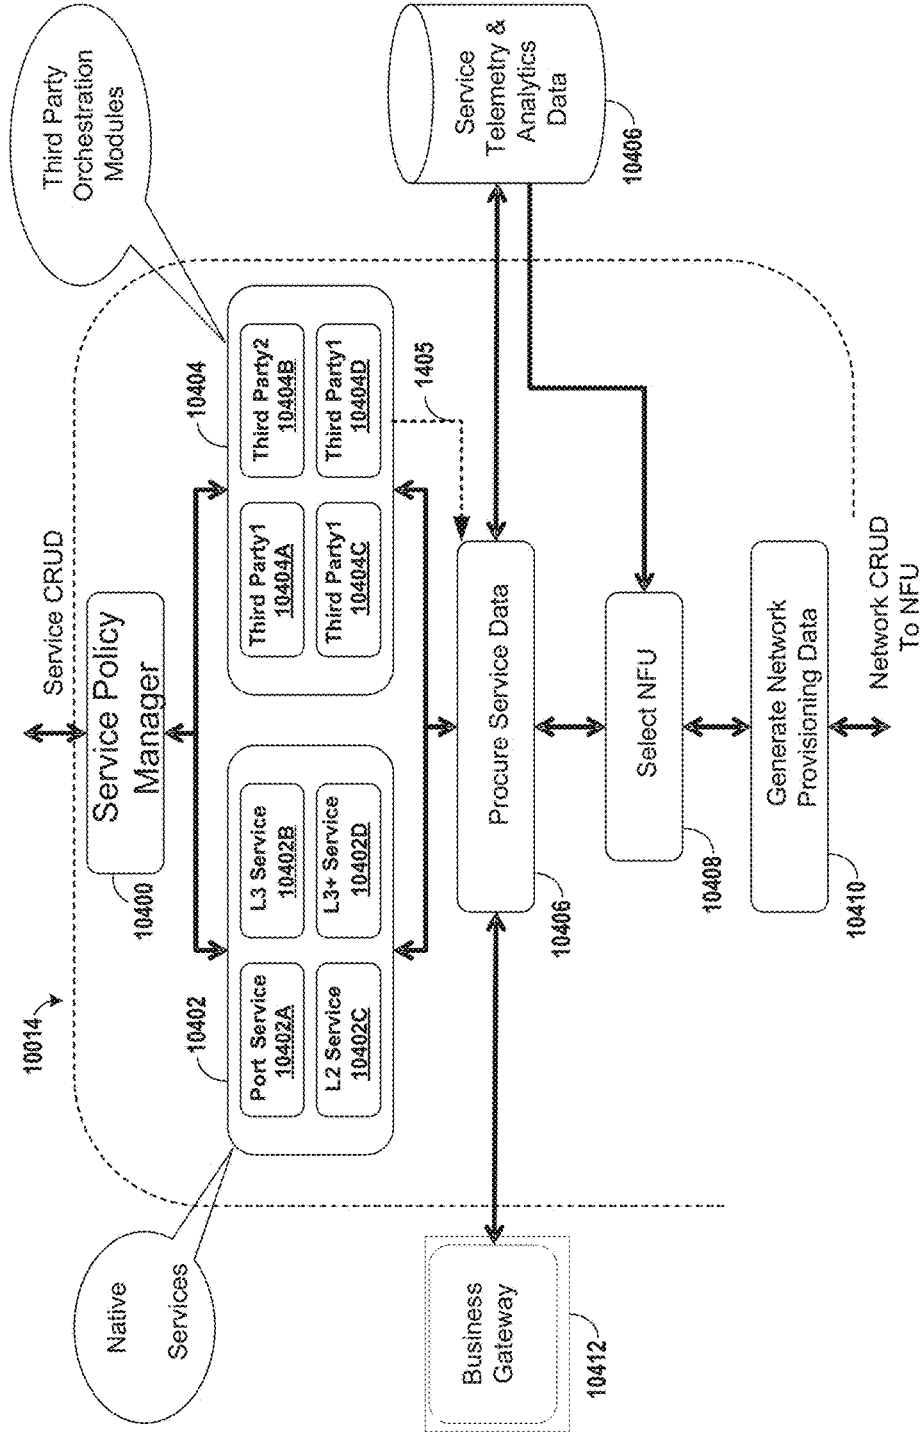 Service CRUD
10014
Service Policy
Manager
10400
Native
Services
10402
Port Service
10402A
L3 Service
10402B
L2 Service
10402C
L3+ Service
10402D
Third Party
Orchestration
Modules
10404
Third Party1
10404A
Third Party2
10404B
Third Party1
10404C
Third Party1
10404D
1405
Business
Gateway
10412
Procure Service Data
10406
Service
Telemetry &
Analytics
Data
10406
Select NFU
10408
Generate Network
Provisioning Data
10410
Network CRUD
To NFU